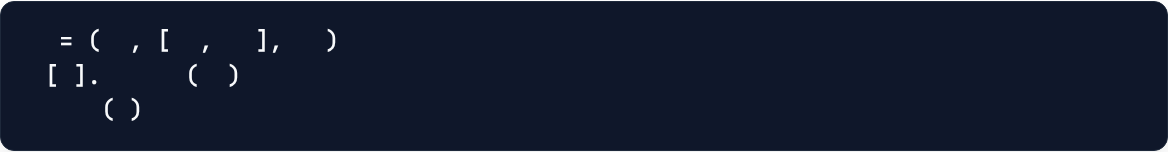 = ( , [ , ], )
[ ]. ( )
( )